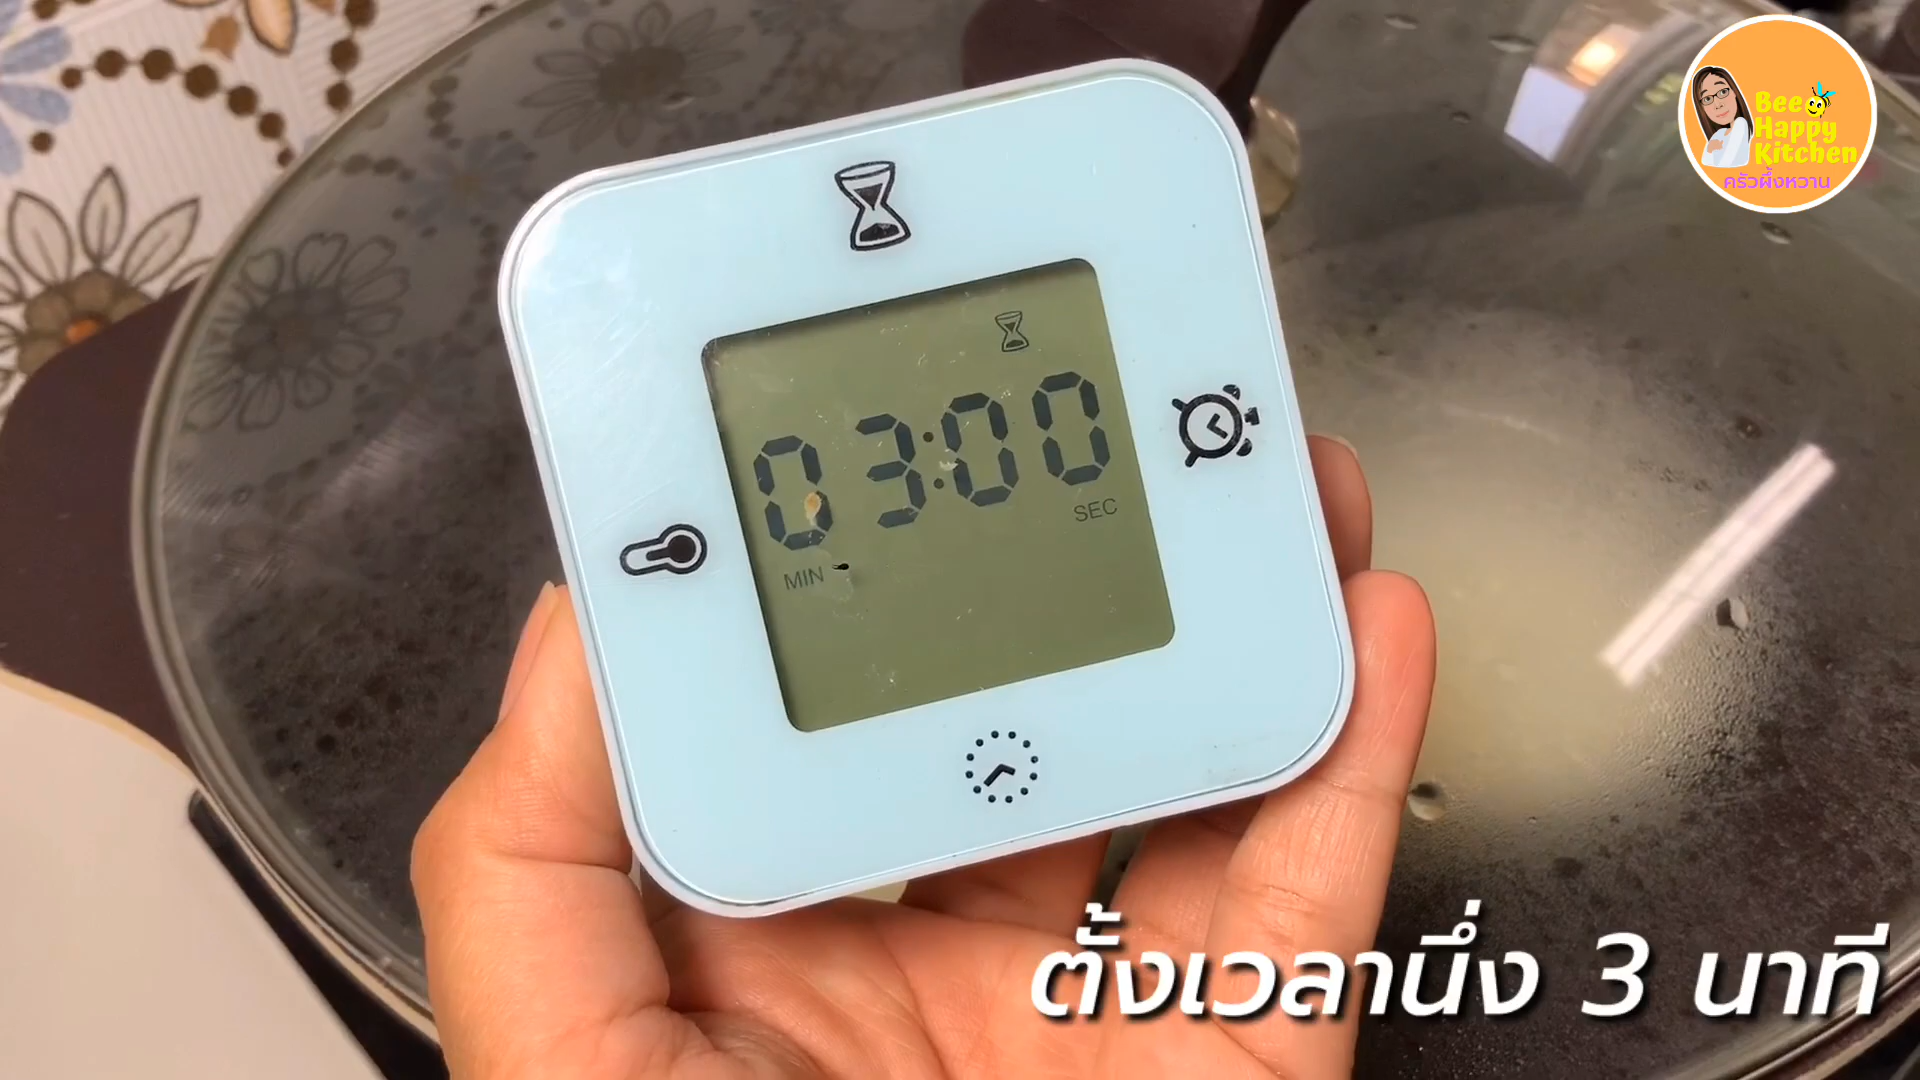 Bee
Happy
Kitchen
ครัวผึ้งหวาน
03:00
SEC
MIN
ตั้งเวลานึ่ง 3 นาที